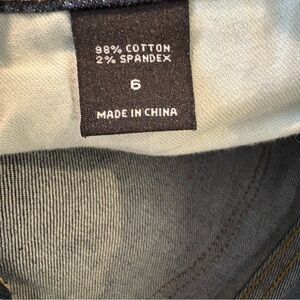 98% COTTON
2% SPANDEX
6
MADE IN CHINA